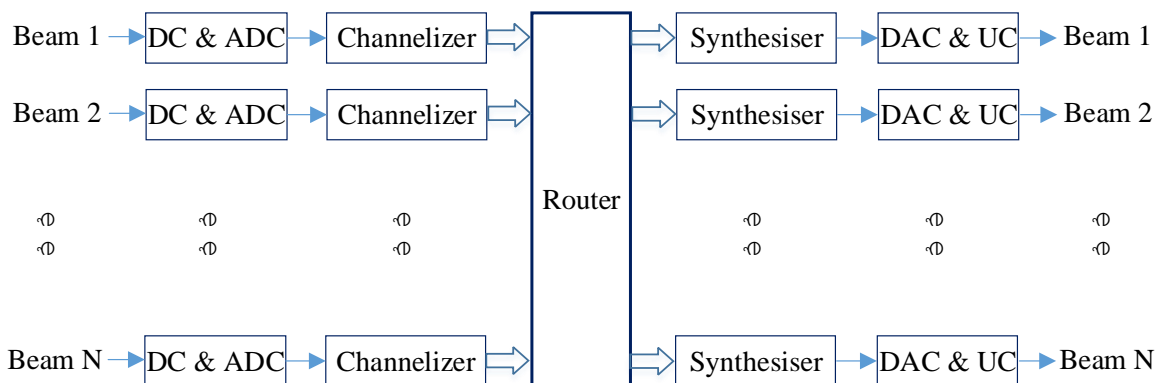 Beam 1 DC & ADC Channelizer Synthesiser DAC & UC Beam 1
Beam 2 DC & ADC Channelizer Synthesiser DAC & UC Beam 2
Router
Beam N DC & ADC Channelizer Synthesiser DAC & UC Beam N